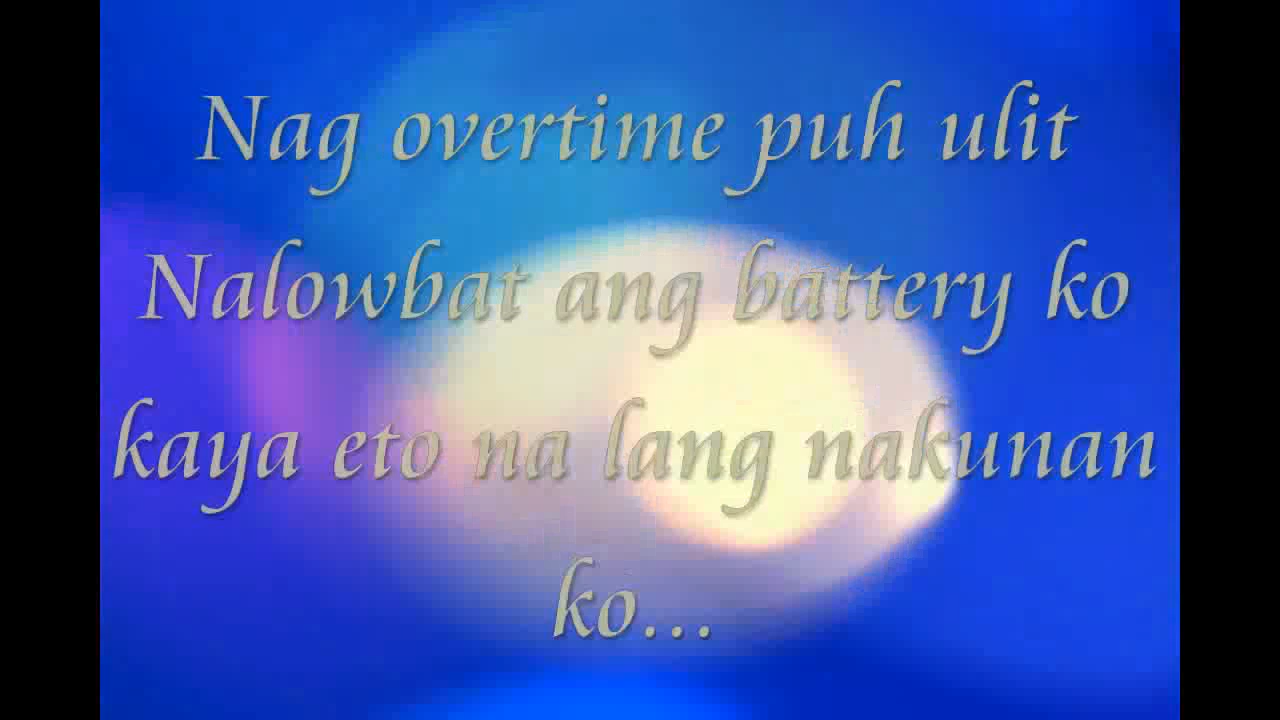 Nag overtime puh ulit
Nalowbat ang battery ko
kaya eto na lang nakunan
ko...